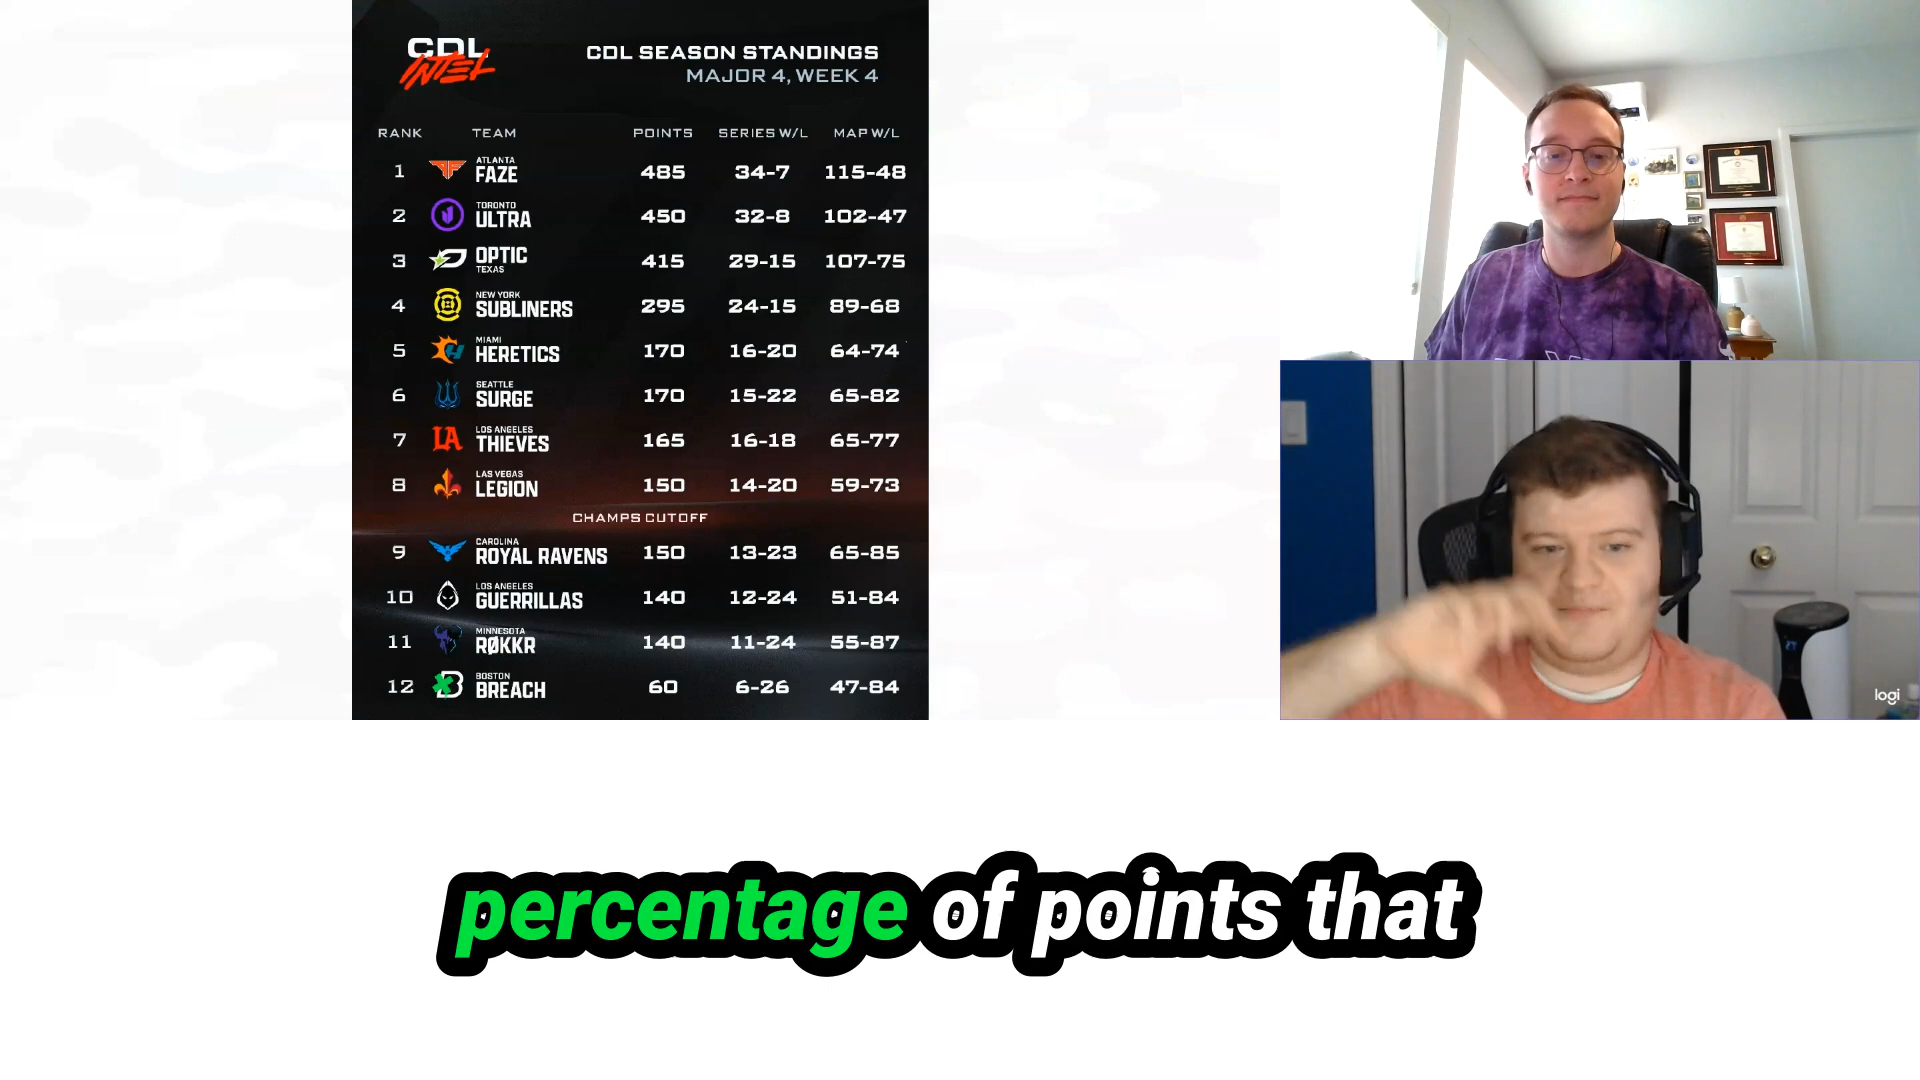 CDL
INTEL
CDL SEASON STANDINGS
MAJOR 4, WEEK 4
RANK TEAM POINTS SERIES W/L MAP W/L
1 ATLANTA FAZE 485 34-7 115-48
2 TORONTO ULTRA 450 32-8 102-47
3 OPTIC TEXAS 415 29-15 107-75
4 NEW YORK SUBLINERS 295 24-15 89-68
5 MIAMI HERETICS 170 16-20 64-74
6 SEATTLE SURGE 170 15-22 65-82
7 LA LOS ANGELES THIEVES 165 16-18 65-77
8 LAS VEGAS LEGION 150 14-20 59-73
CHAMPS CUTOFF
9 CAROLINA ROYAL RAVENS 150 13-23 65-85
10 LOS ANGELES GUERRILLAS 140 12-24 51-84
11 MINNESOTA RØKKR 140 11-24 55-87
12 B BOSTON BREACH 60 6-26 47-84
logi
percentage of points that